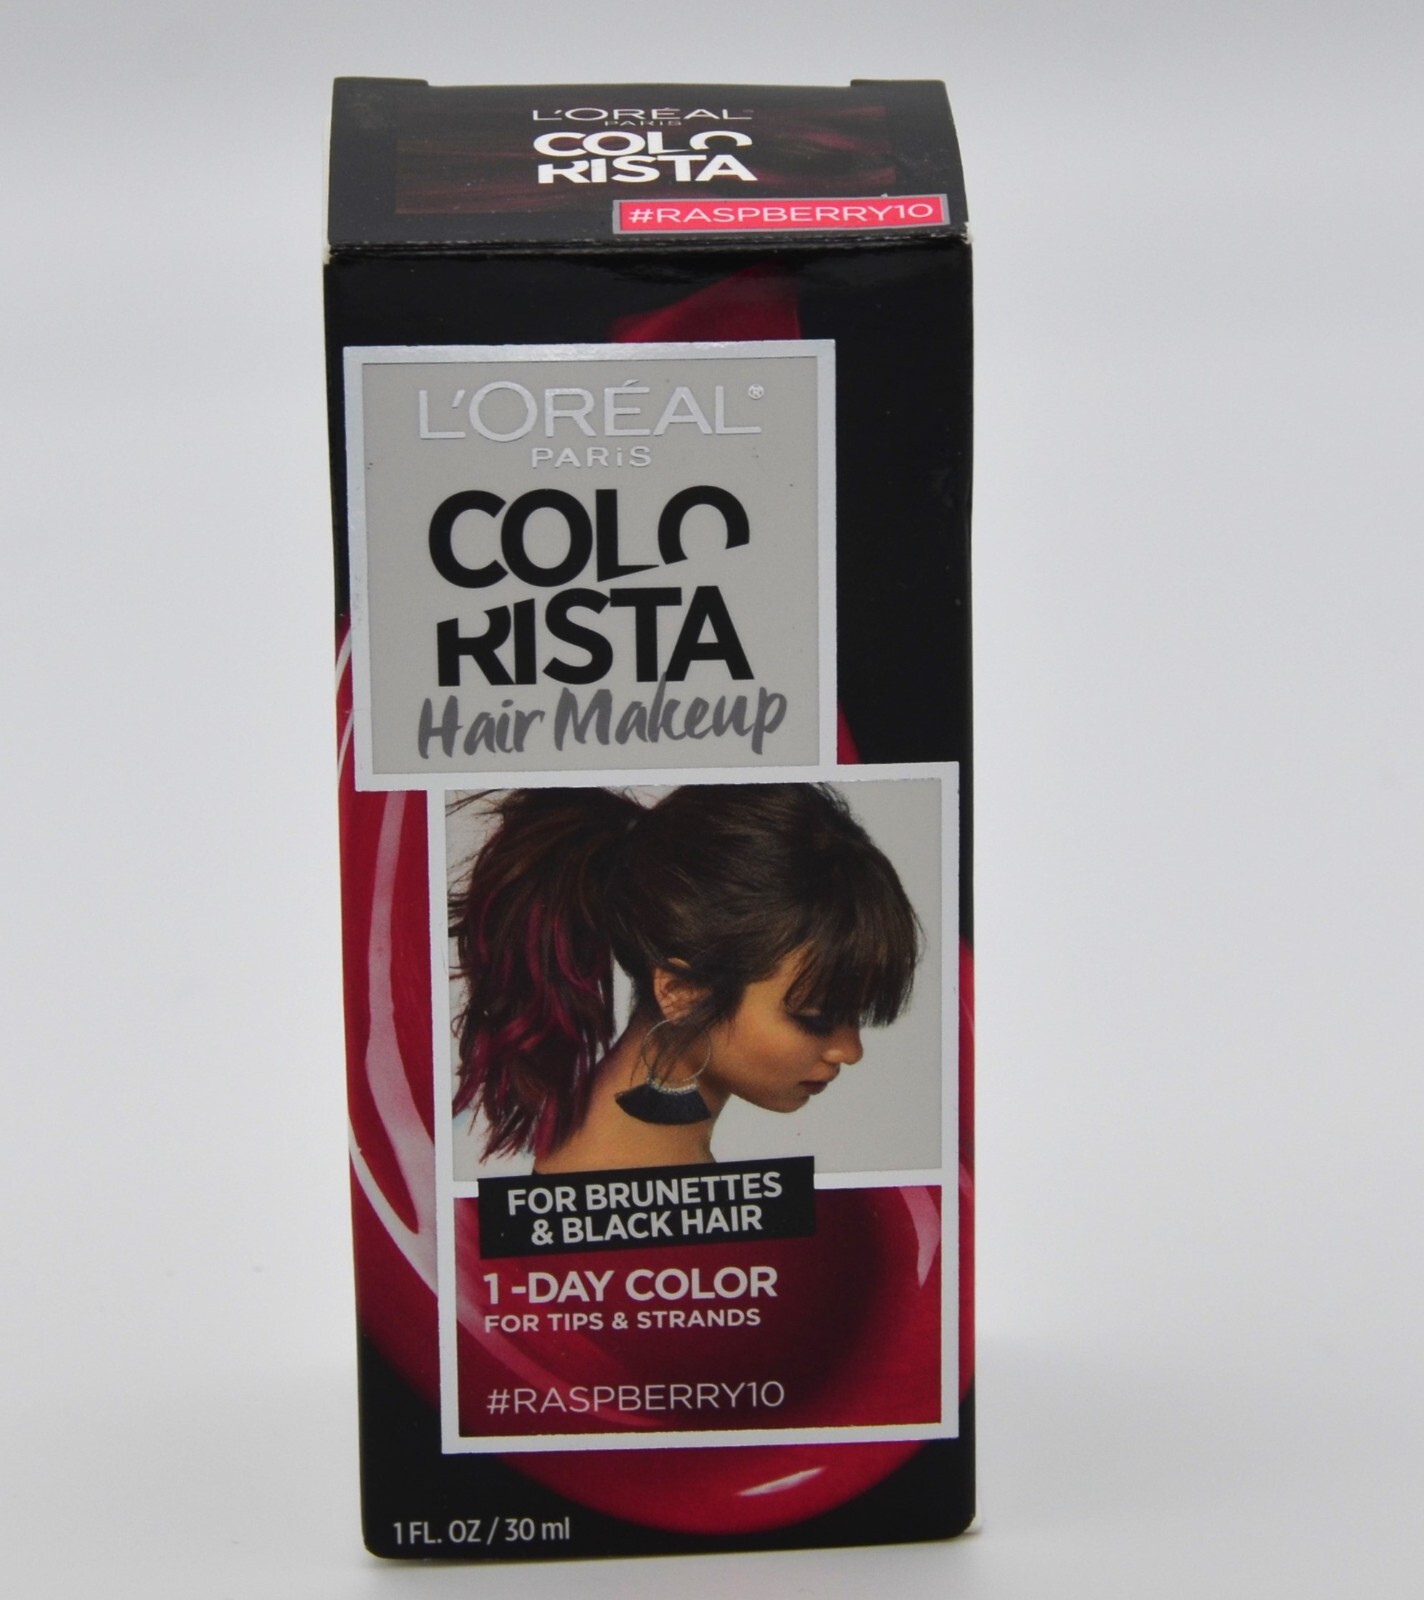 L'ORÉAL
PARiS
COLO
RISTA
#RASPBERRY10
L'ORÉAL®
PARiS
COLO
RISTA
Hair Makeup
FOR BRUNETTES
& BLACK HAIR
1-DAY COLOR
FOR TIPS & STRANDS
#RASPBERRY10
1 FL. OZ / 30 ml